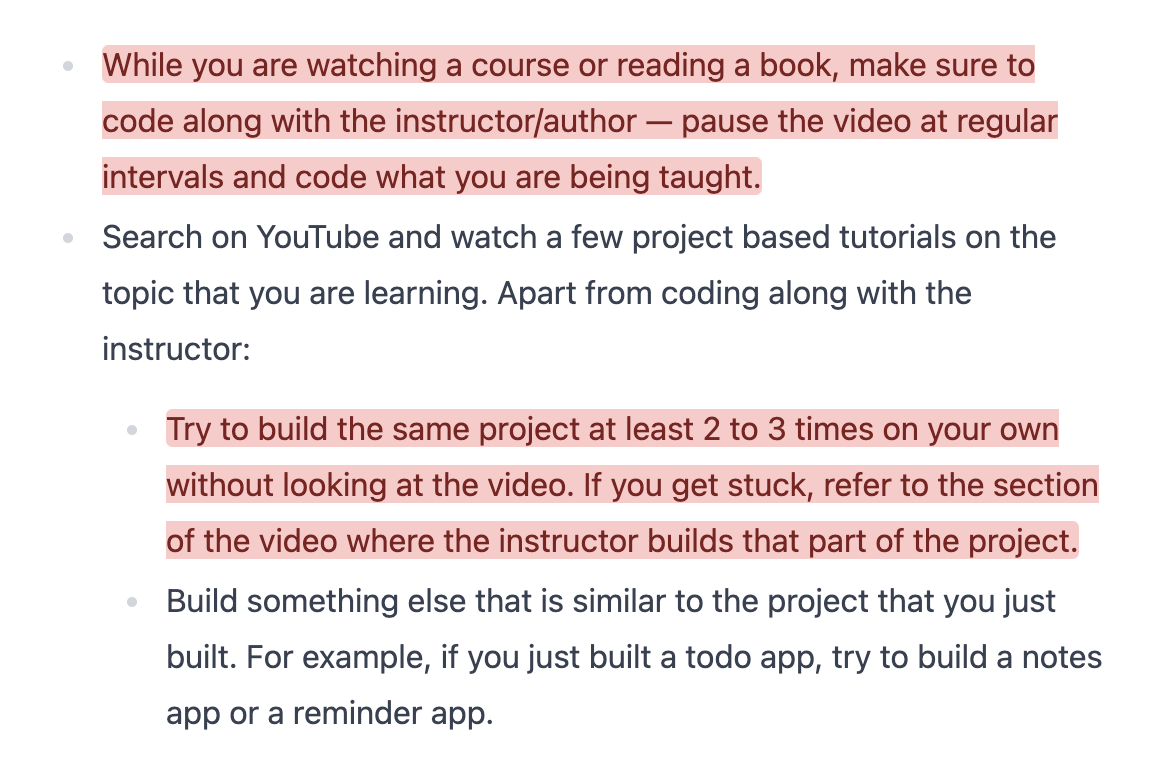 While you are watching a course or reading a book, make sure to
code along with the instructor/author — pause the video at regular
intervals and code what you are being taught.
Search on YouTube and watch a few project based tutorials on the
topic that you are learning. Apart from coding along with the
instructor:
Try to build the same project at least 2 to 3 times on your own
without looking at the video. If you get stuck, refer to the section
of the video where the instructor builds that part of the project.
Build something else that is similar to the project that you just
built. For example, if you just built a todo app, try to build a notes
app or a reminder app.